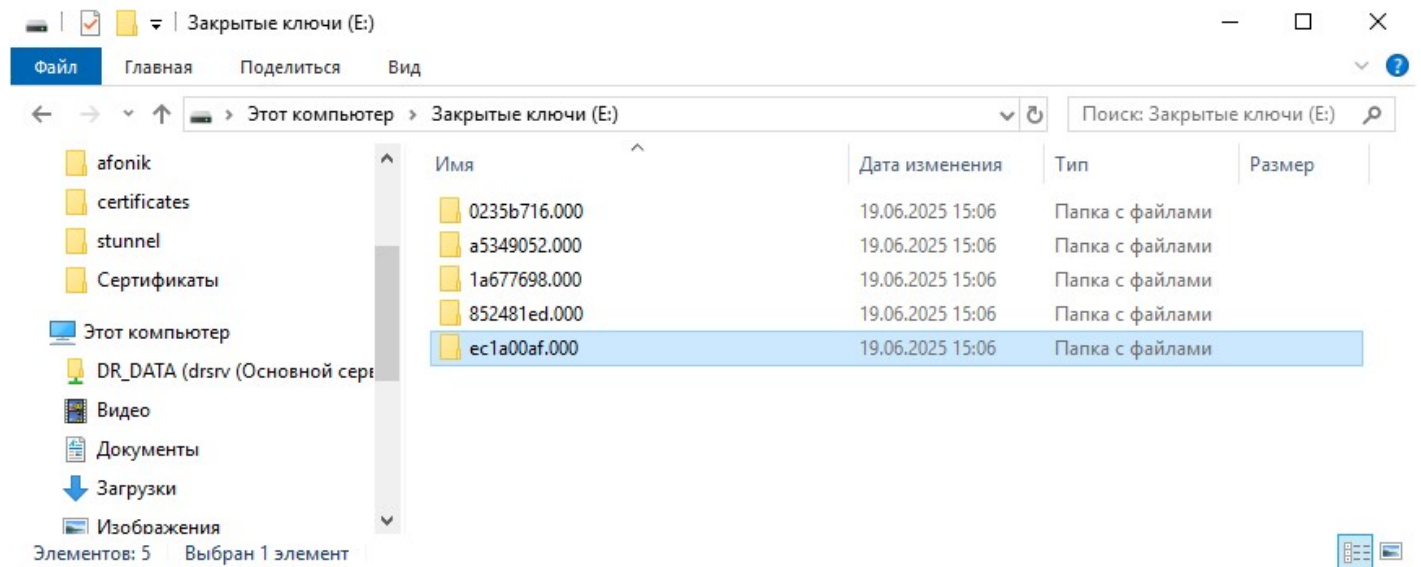 Закрытые ключи (E:)
Файл Главная Поделиться Вид
Этот компьютер Закрытые ключи (E:) Поиск: Закрытые ключи (E:)
afonik
certificates
stunnel
Сертификаты
Этот компьютер
DR_DATA (drsrv (Основной серв
Видео
Документы
Загрузки
Изображения
Имя Дата изменения Тип Размер
0235b716.000 19.06.2025 15:06 Папка с файлами
a5349052.000 19.06.2025 15:06 Папка с файлами
1a677698.000 19.06.2025 15:06 Папка с файлами
852481ed.000 19.06.2025 15:06 Папка с файлами
ec1a00af.000 19.06.2025 15:06 Папка с файлами
Элементов: 5 Выбран 1 элемент